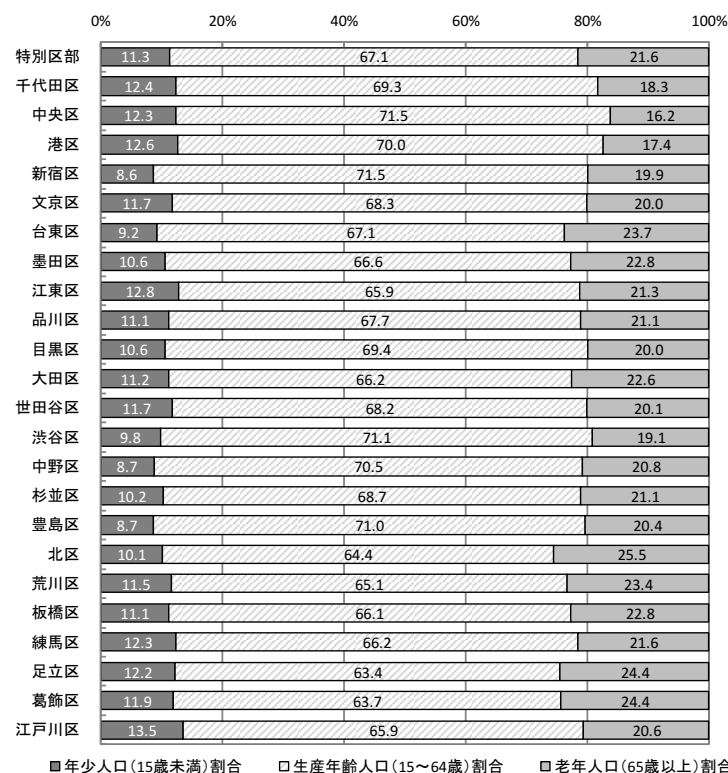 0% 20% 40% 60% 80% 100%
特別区部 11.3 67.1 21.6
千代田区 12.4 69.3 18.3
中央区 12.3 71.5 16.2
港区 12.6 70.0 17.4
新宿区 8.6 71.5 19.9
文京区 11.7 68.3 20.0
台東区 9.2 67.1 23.7
墨田区 10.6 66.6 22.8
江東区 12.8 65.9 21.3
品川区 11.1 67.7 21.1
目黒区 10.6 69.4 20.0
大田区 11.2 66.2 22.6
世田谷区 11.7 68.2 20.1
渋谷区 9.8 71.1 19.1
中野区 8.7 70.5 20.8
杉並区 10.2 68.7 21.1
豊島区 8.7 71.0 20.4
北区 10.1 64.4 25.5
荒川区 11.5 65.1 23.4
板橋区 11.1 66.1 22.8
練馬区 12.3 66.2 21.6
足立区 12.2 63.4 24.4
葛飾区 11.9 63.7 24.4
江戸川区 13.5 65.9 20.6
年少人口(15歳未満)割合 生産年齢人口(15～64歳)割合 老年人口(65歳以上)割合